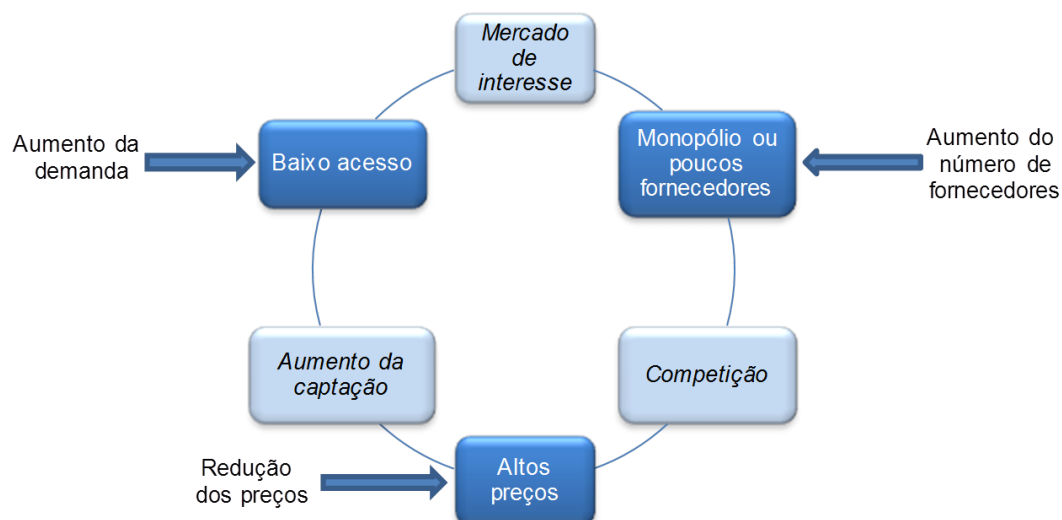 Mercado
de
interesse
Aumento da
demanda
Baixo acesso
Monopólio ou
poucos
fornecedores
Aumento do
número de
fornecedores
Aumento da
captação
Competição
Redução
dos preços
Altos
preços